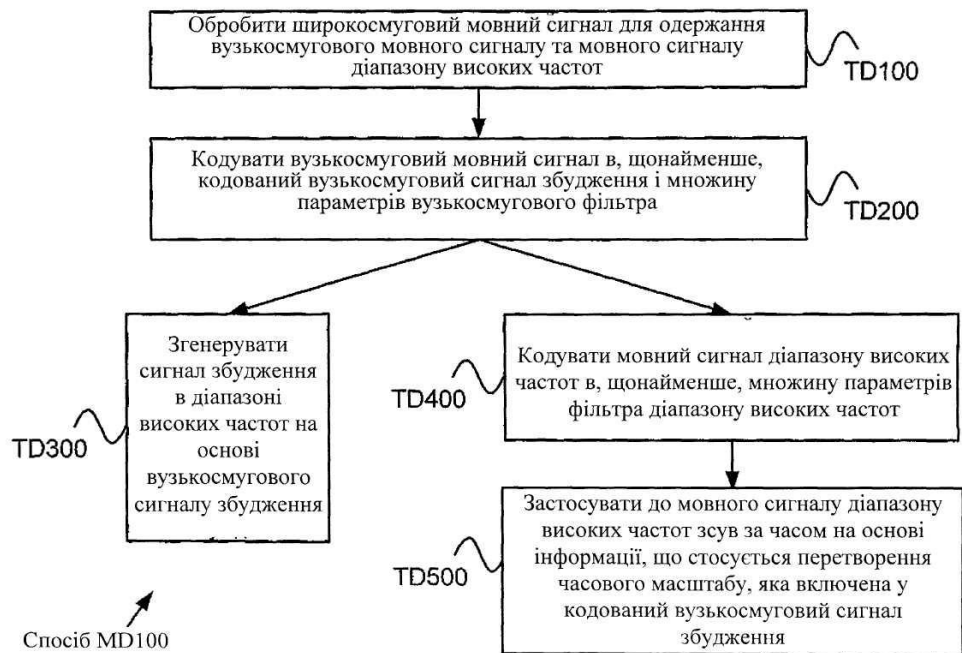 Обробити широкосмуговий мовний сигнал для одержання
вузькосмугового мовного сигналу та мовного сигналу
діапазону високих частот
TD100
Кодувати вузькосмуговий мовний сигнал в, щонайменше,
кодований вузькосмуговий сигнал збудження і множину
параметрів вузькосмугового фільтра
TD200
Згенерувати
сигнал збудження
в діапазоні
високих частот на
основі
вузькосмугового
сигналу збудження
TD300
Кодувати мовний сигнал діапазону високих
частот в, щонайменше, множину параметрів
фільтра діапазону високих частот
TD400
Застосувати до мовного сигналу діапазону
високих частот зсув за часом на основі
інформації, що стосується перетворення
часового масштабу, яка включена у
кодований вузькосмуговий сигнал
збудження
TD500
Спосіб MD100